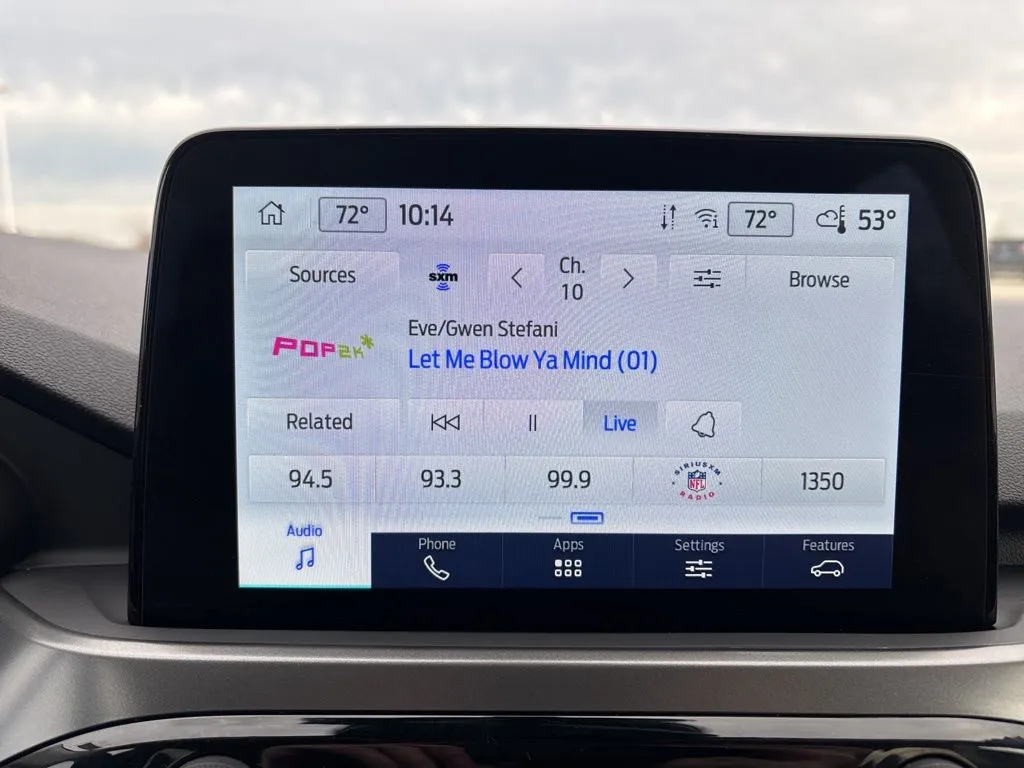 72° 10:14 72° 53°
Sources sxm Ch. 10 Browse
POP2K*
Eve/Gwen Stefani
Let Me Blow Ya Mind (01)
Related Live
94.5 93.3 99.9 SIRIUSXM NFL RADIO 1350
Audio Phone Apps Settings Features